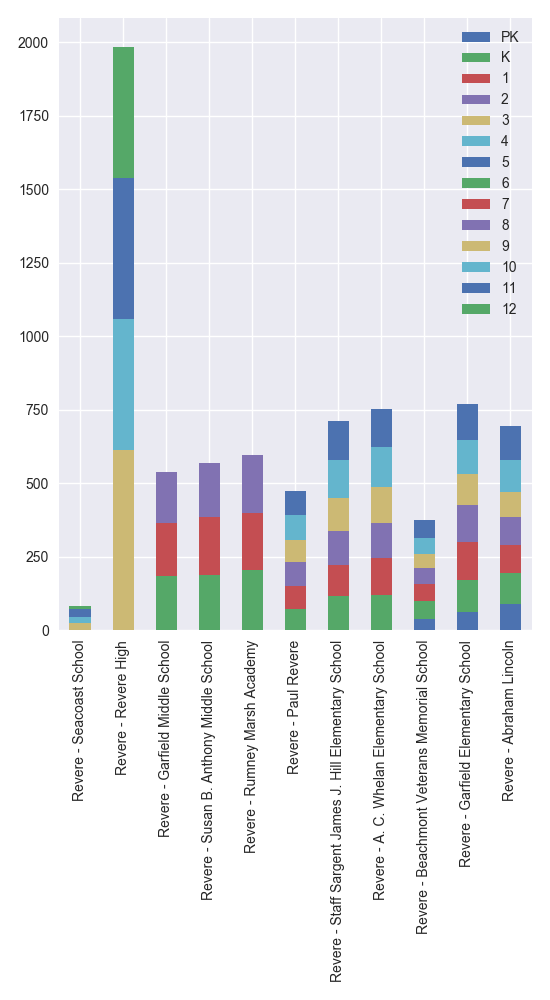 2000
1750
1500
1250
1000
750
500
250
0
PK
K
1
2
3
4
5
6
7
8
9
10
11
12
Revere - Seacoast School
Revere - Revere High
Revere - Garfield Middle School
Revere - Susan B. Anthony Middle School
Revere - Rumney Marsh Academy
Revere - Paul Revere
Revere - Staff Sargent James J. Hill Elementary School
Revere - A. C. Whelan Elementary School
Revere - Beachmont Veterans Memorial School
Revere - Garfield Elementary School
Revere - Abraham Lincoln